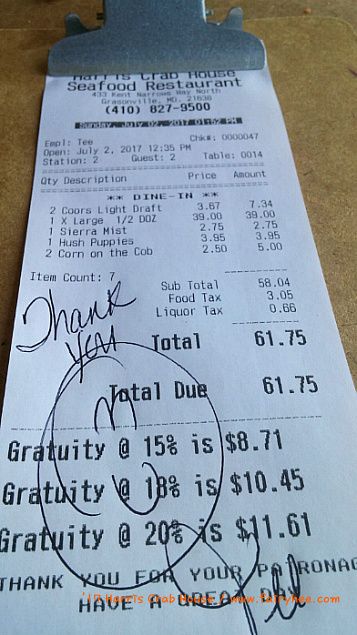 Harris Crab House
Seafood Restaurant
433 Kent Narrows Way North
Grasonville, MD. 21638
(410) 827-9500
Sunday, July 02, 2017 01:52 PM
Empl: Tee Chk#: 0000047
Open: July 2, 2017 12:35 PM
Station: 2 Guest: 2 Table: 0014
Qty Description Price Amount
** DINE-IN **
2 Coors Light Draft 3.67 7.34
1 X Large 1/2 DOZ 39.00 39.00
1 Sierra Mist 2.75 2.75
1 Hush Puppies 3.95 3.95
2 Corn on the Cob 2.50 5.00
Item Count: 7
Sub Total 58.04
Food Tax 3.05
Liquor Tax 0.66
Thank
you
Total 61.75
Total Due 61.75
Gratuity @ 15% is $8.71
Gratuity @ 18% is $10.45
Gratuity @ 20% is $11.61
THANK YOU FOR YOUR PATRONAG
HAVE A GREAT DAY
'17 Harris Crab House www.fairyhee.com